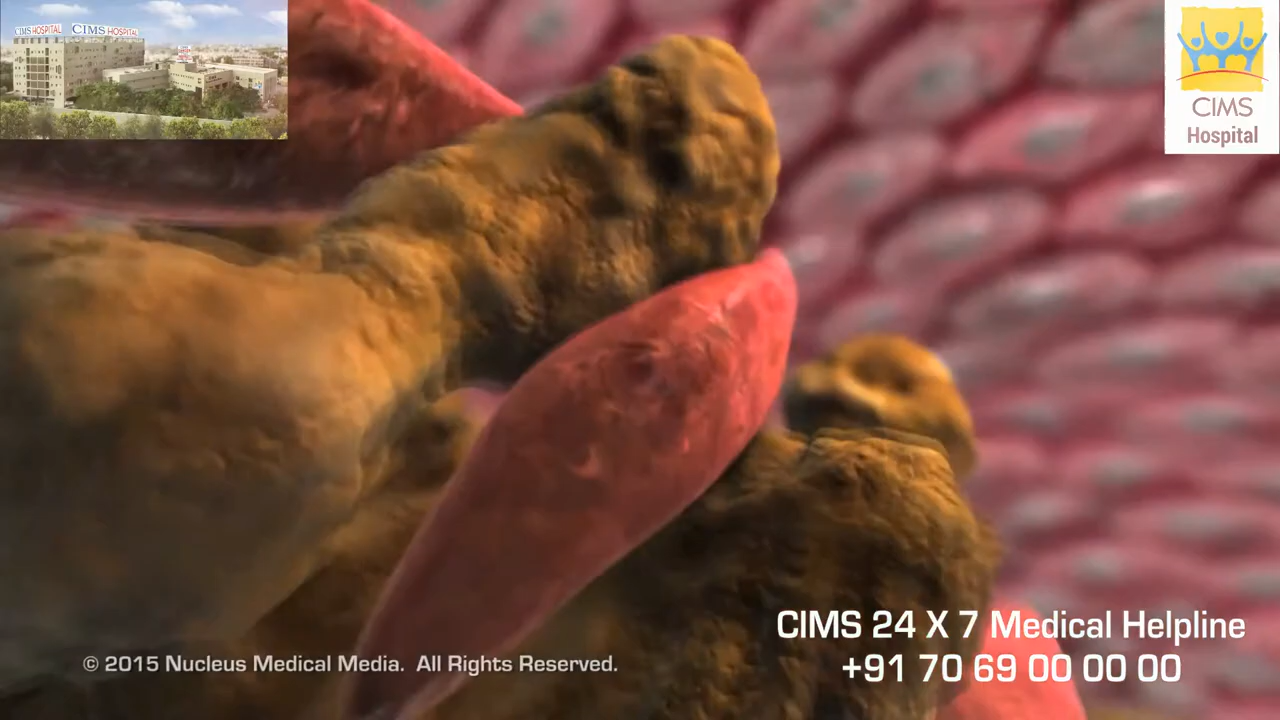 CIMS HOSPITAL CIMS HOSPITAL
CIMS
Hospital
CIMS 24 X 7 Medical Helpline
+91 70 69 00 00 00
© 2015 Nucleus Medical Media. All Rights Reserved.